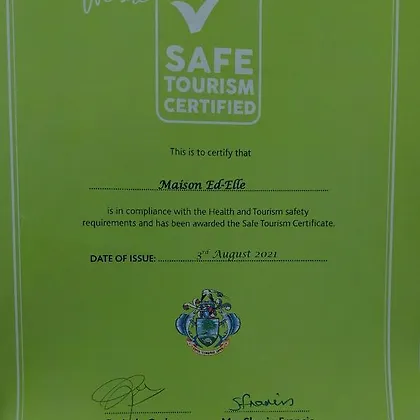 SAFE
TOURISM
CERTIFIED
This is to certify that
Maison Ed-Elle
is in compliance with the Health and Tourism safety
requirements and has been awarded the Safe Tourism Certificate.
DATE OF ISSUE: 3rd August 2021